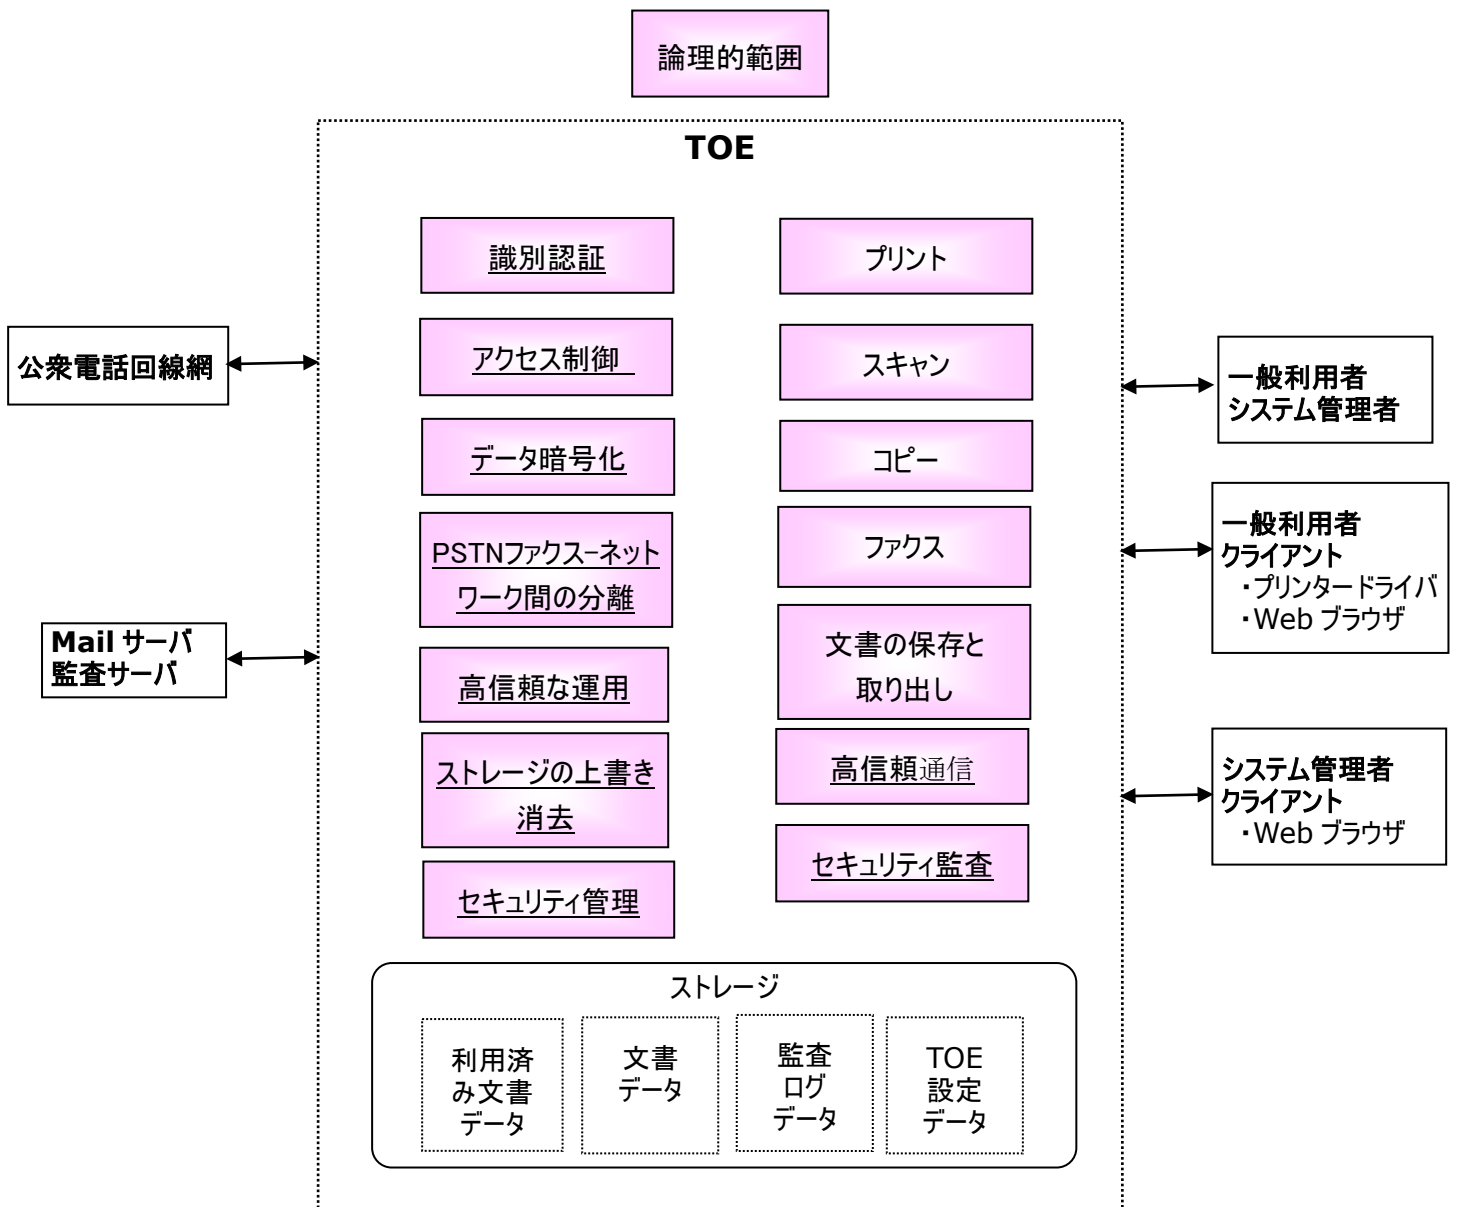 論理的範囲
TOE
識別認証
アクセス制御
データ暗号化
PSTNファクス-ネット
ワーク間の分離
高信頼な運用
ストレージの上書き
消去
セキュリティ管理
プリント
スキャン
コピー
ファクス
文書の保存と
取り出し
高信頼通信
セキュリティ監査
公衆電話回線網
Mail サーバ
監査サーバ
一般利用者
システム管理者
一般利用者
クライアント
・プリンタードライバ
・Web ブラウザ
システム管理者
クライアント
・Web ブラウザ
ストレージ
利用済
み文書
データ
文書
データ
監査
ログ
データ
TOE
設定
データ